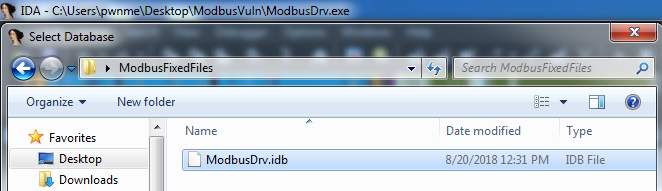 IDA - C:\Users\pwnme\Desktop\ModbusVuln\ModbusDrv.exe
Select Database
ModbusFixedFiles
Search ModbusFixedFiles
Organize New folder
Favorites
Name Date modified Type
Desktop
ModbusDrv.idb 8/20/2018 12:31 PM IDB File
Downloads